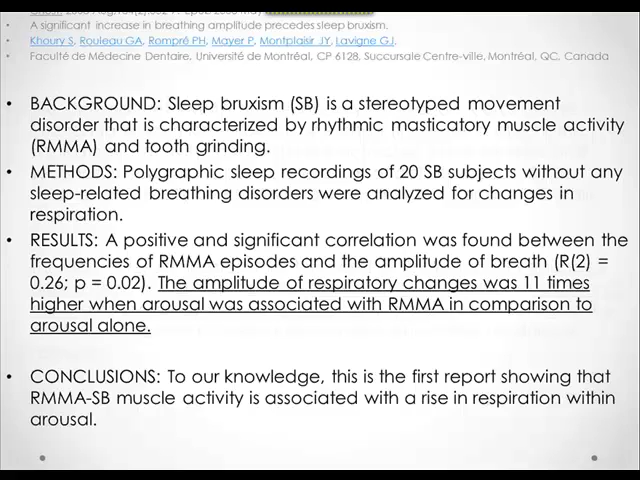 • A significant increase in breathing amplitude precedes sleep bruxism.
• Khoury S, Rouleau GA, Rompré PH, Mayer P, Montplaisir JY, Lavigne GJ.
• Faculté de Médecine Dentaire, Université de Montréal, CP 6128, Succursale Centre-ville, Montréal, QC, Canada
• BACKGROUND: Sleep bruxism (SB) is a stereotyped movement
disorder that is characterized by rhythmic masticatory muscle activity
(RMMA) and tooth grinding.
• METHODS: Polygraphic sleep recordings of 20 SB subjects without any
sleep-related breathing disorders were analyzed for changes in
respiration.
• RESULTS: A positive and significant correlation was found between the
frequencies of RMMA episodes and the amplitude of breath (R(2) =
0.26; p = 0.02). The amplitude of respiratory changes was 11 times
higher when arousal was associated with RMMA in comparison to
arousal alone.
• CONCLUSIONS: To our knowledge, this is the first report showing that
RMMA-SB muscle activity is associated with a rise in respiration within
arousal.